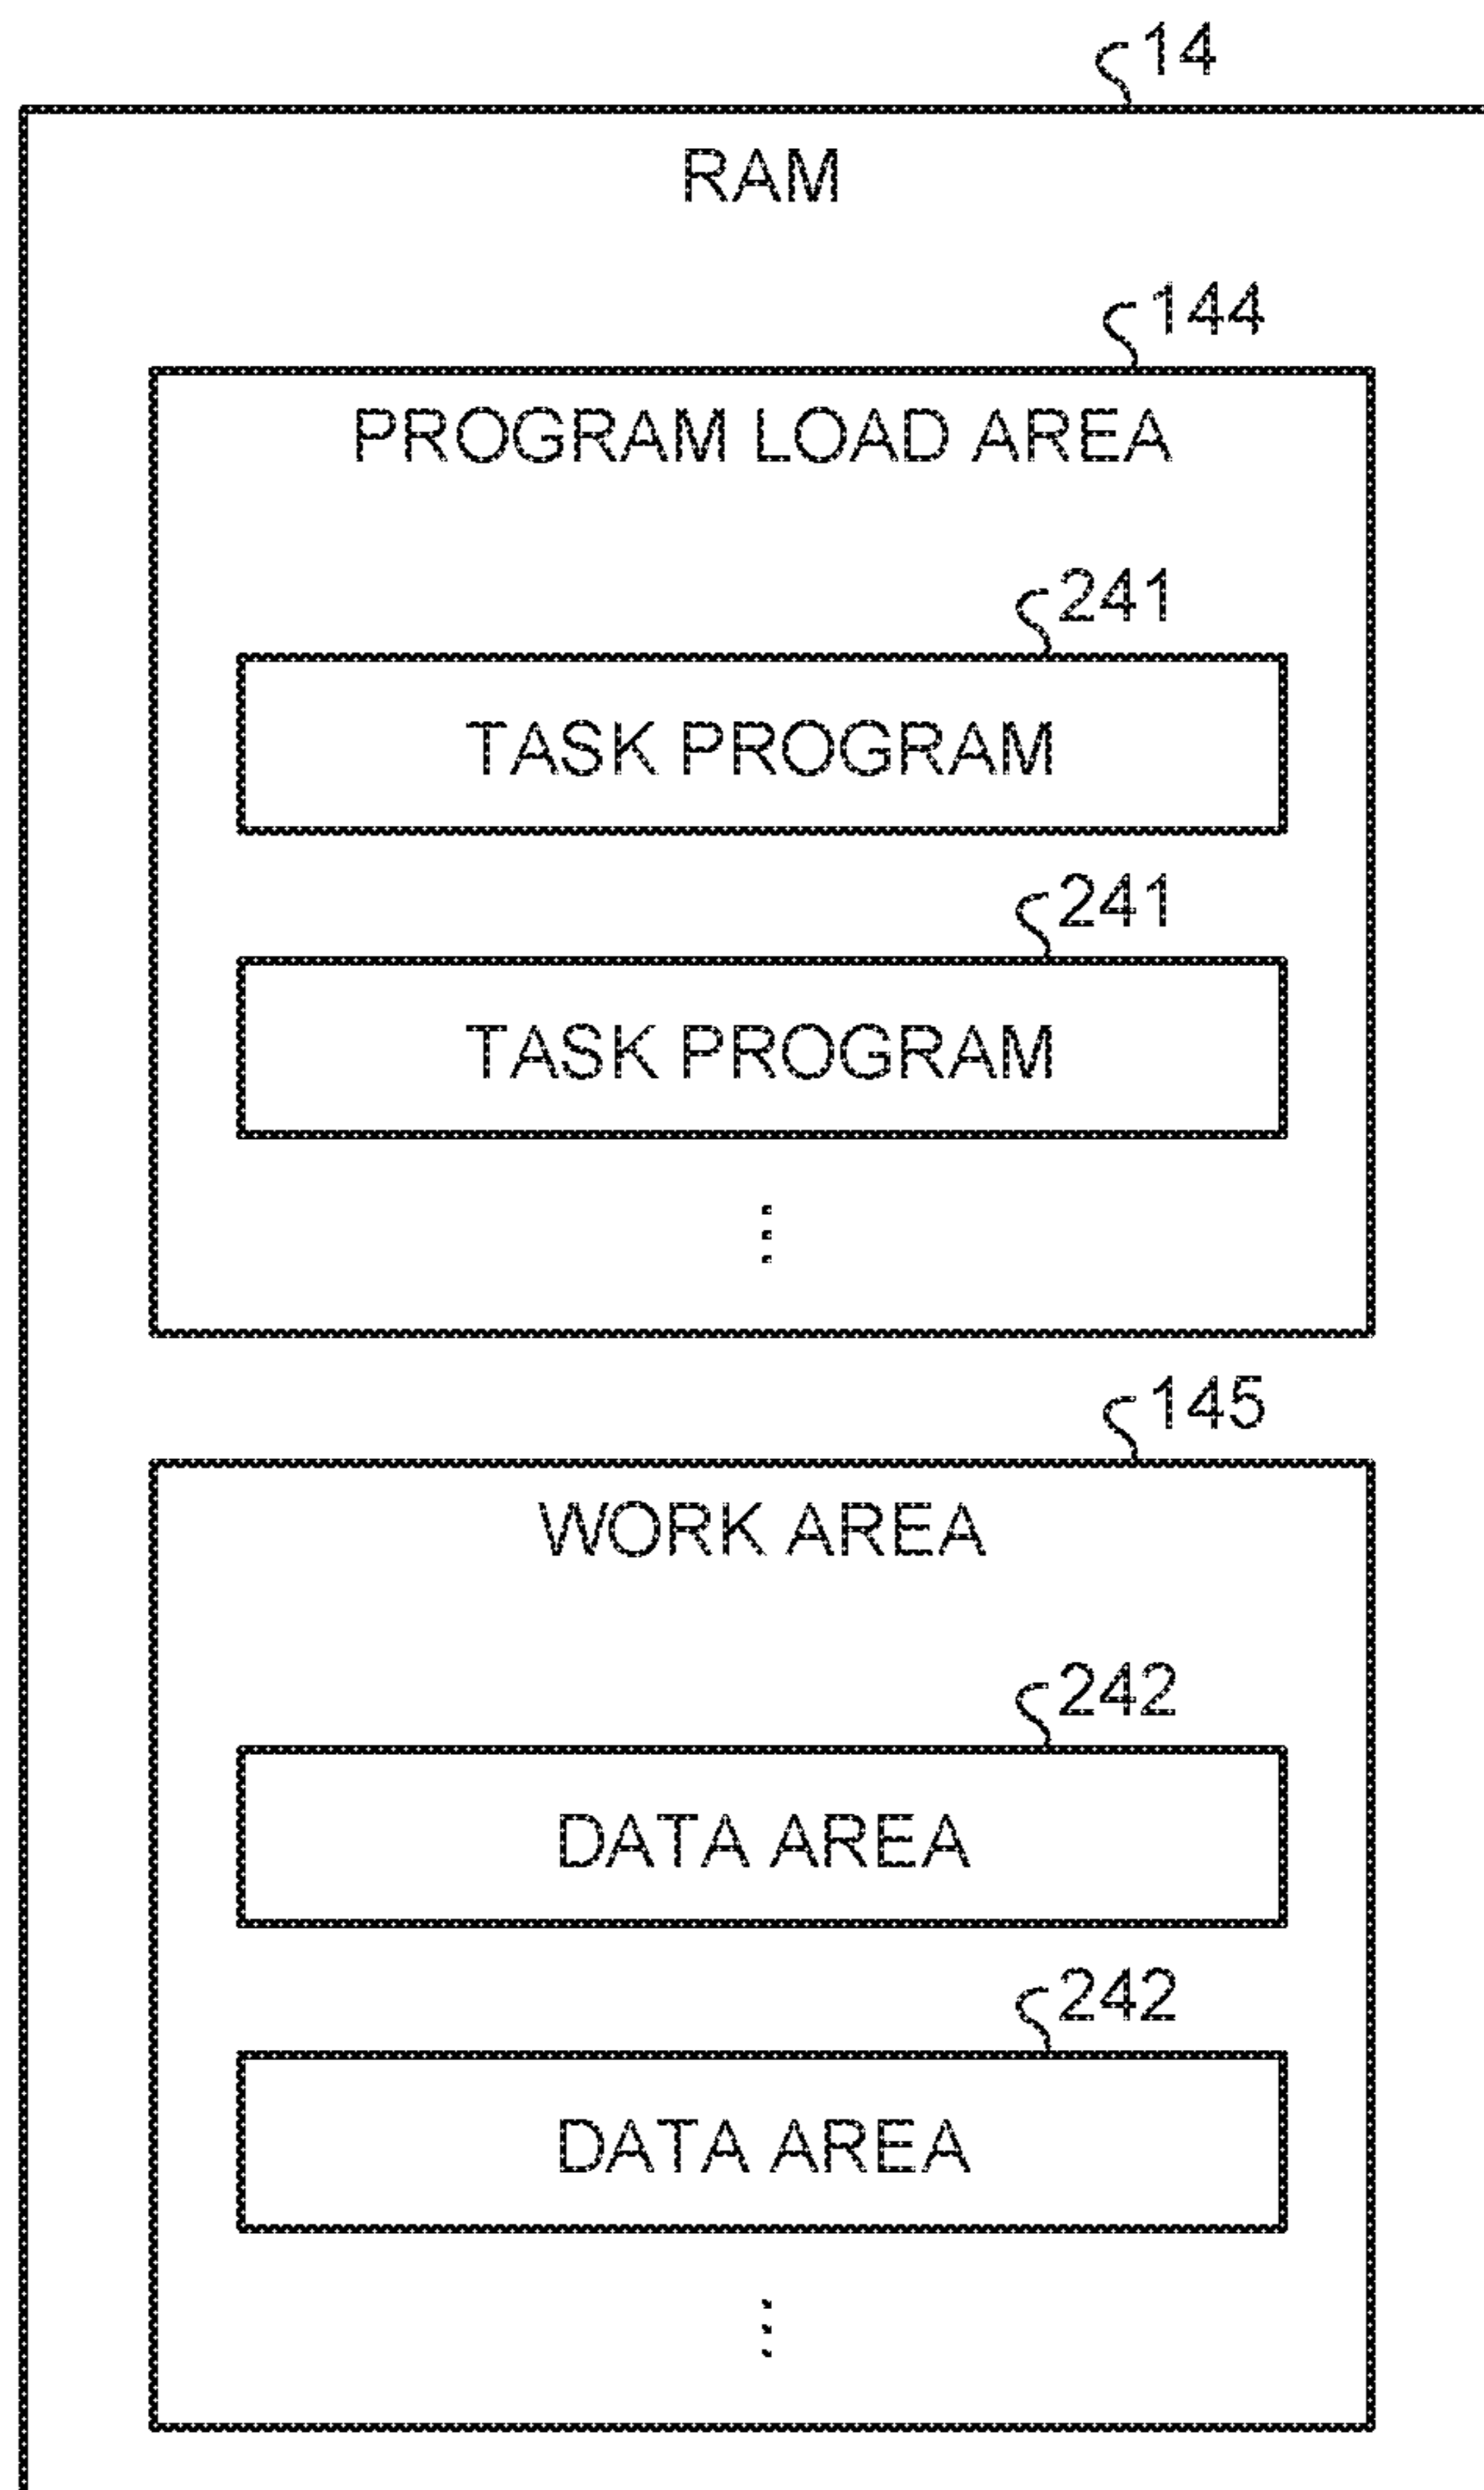 14
RAM
144
PROGRAM LOAD AREA
241
TASK PROGRAM
241
TASK PROGRAM
⋮
145
WORK AREA
242
DATA AREA
242
DATA AREA
⋮